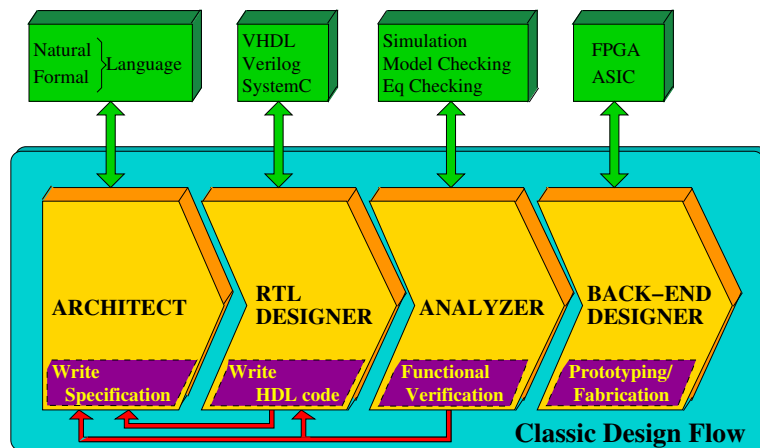 Natural
Formal
Language
VHDL
Verilog
SystemC
Simulation
Model Checking
Eq Checking
FPGA
ASIC
ARCHITECT
RTL
DESIGNER
ANALYZER
BACK−END
DESIGNER
Write
Specification
Write
HDL code
Functional
Verification
Prototyping/
Fabrication
Classic Design Flow